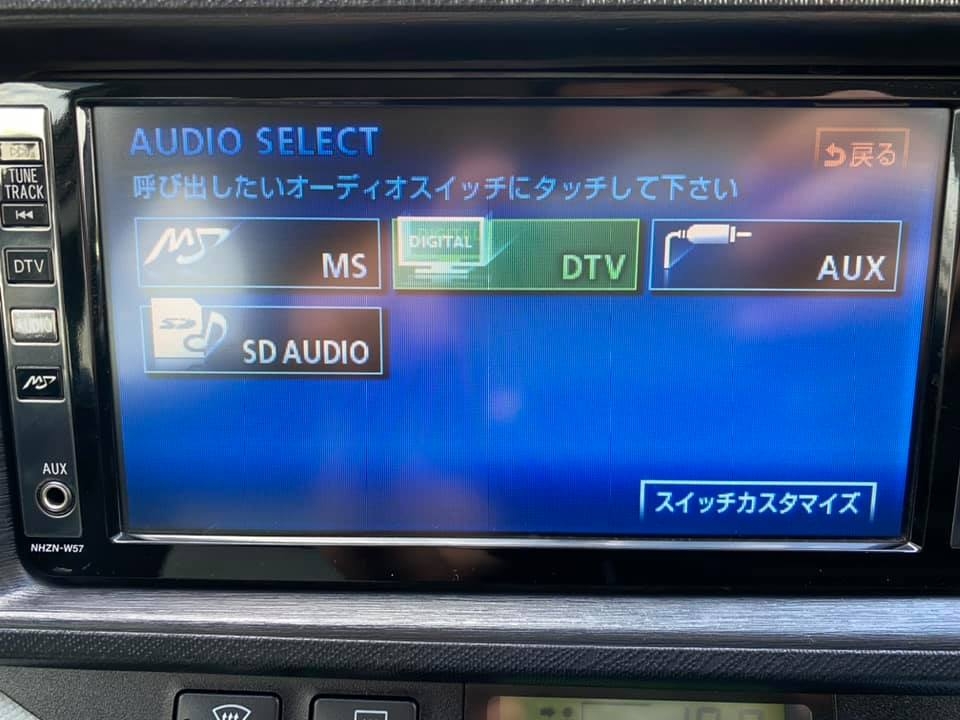 AUDIO SELECT
戻る
呼び出したいオーディオスイッチにタッチして下さい
MS
DIGITAL
DTV
AUX
SD
SD AUDIO
スイッチカスタマイズ
TUNE
TRACK
DTV
AUDIO
AUX
NHZN-W57